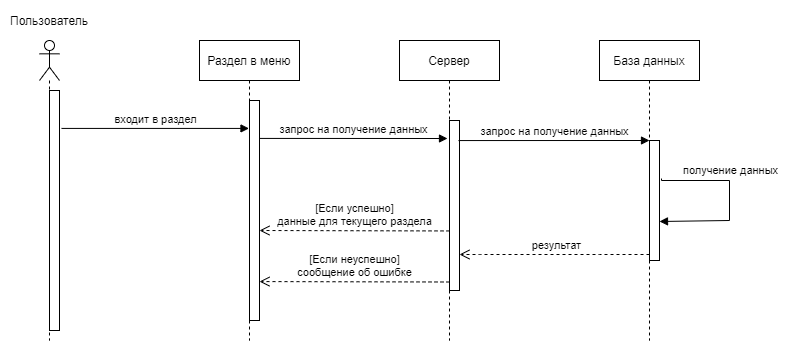 Пользователь
Раздел в меню
Сервер
База данных
входит в раздел
запрос на получение данных
запрос на получение данных
получение данных
[Если успешно]
данные для текущего раздела
результат
[Если неуспешно]
сообщение об ошибке